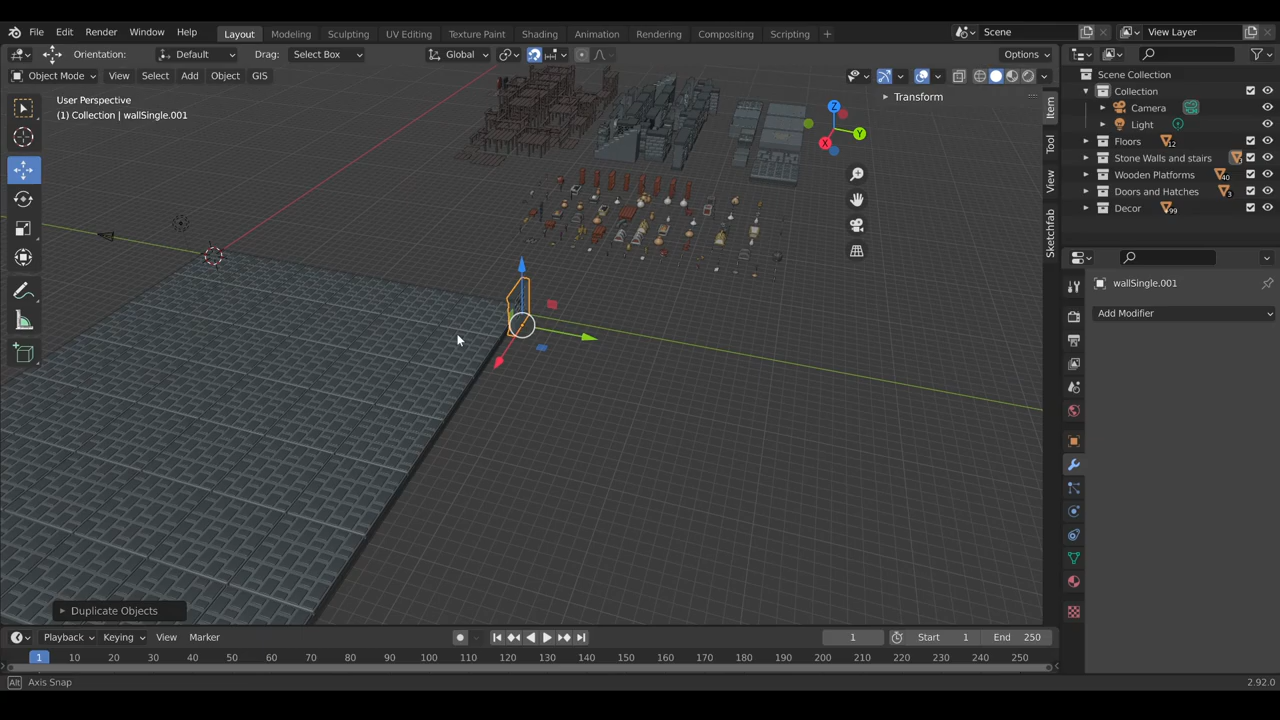 File Edit Render Window Help Layout Modeling Sculpting UV Editing Texture Paint Shading Animation Rendering Compositing Scripting + Scene View Layer
Orientation: Default Drag: Select Box Global Options
Object Mode View Select Add Object GIS
User Perspective
(1) Collection | wallSingle.001
Transform
Z
Y
X
Item
Tool
View
Sketchfab
Scene Collection
Collection
Camera
Light
Floors 12
Stone Walls and stairs
Wooden Platforms 40
Doors and Hatches 3
Decor 99
wallSingle.001
Add Modifier
Duplicate Objects
Playback Keying View Marker 1 Start 1 End 250
1 10 20 30 40 50 60 70 80 90 100 110 120 130 140 150 160 170 180 190 200 210 220 230 240 250
Alt Axis Snap 2.92.0